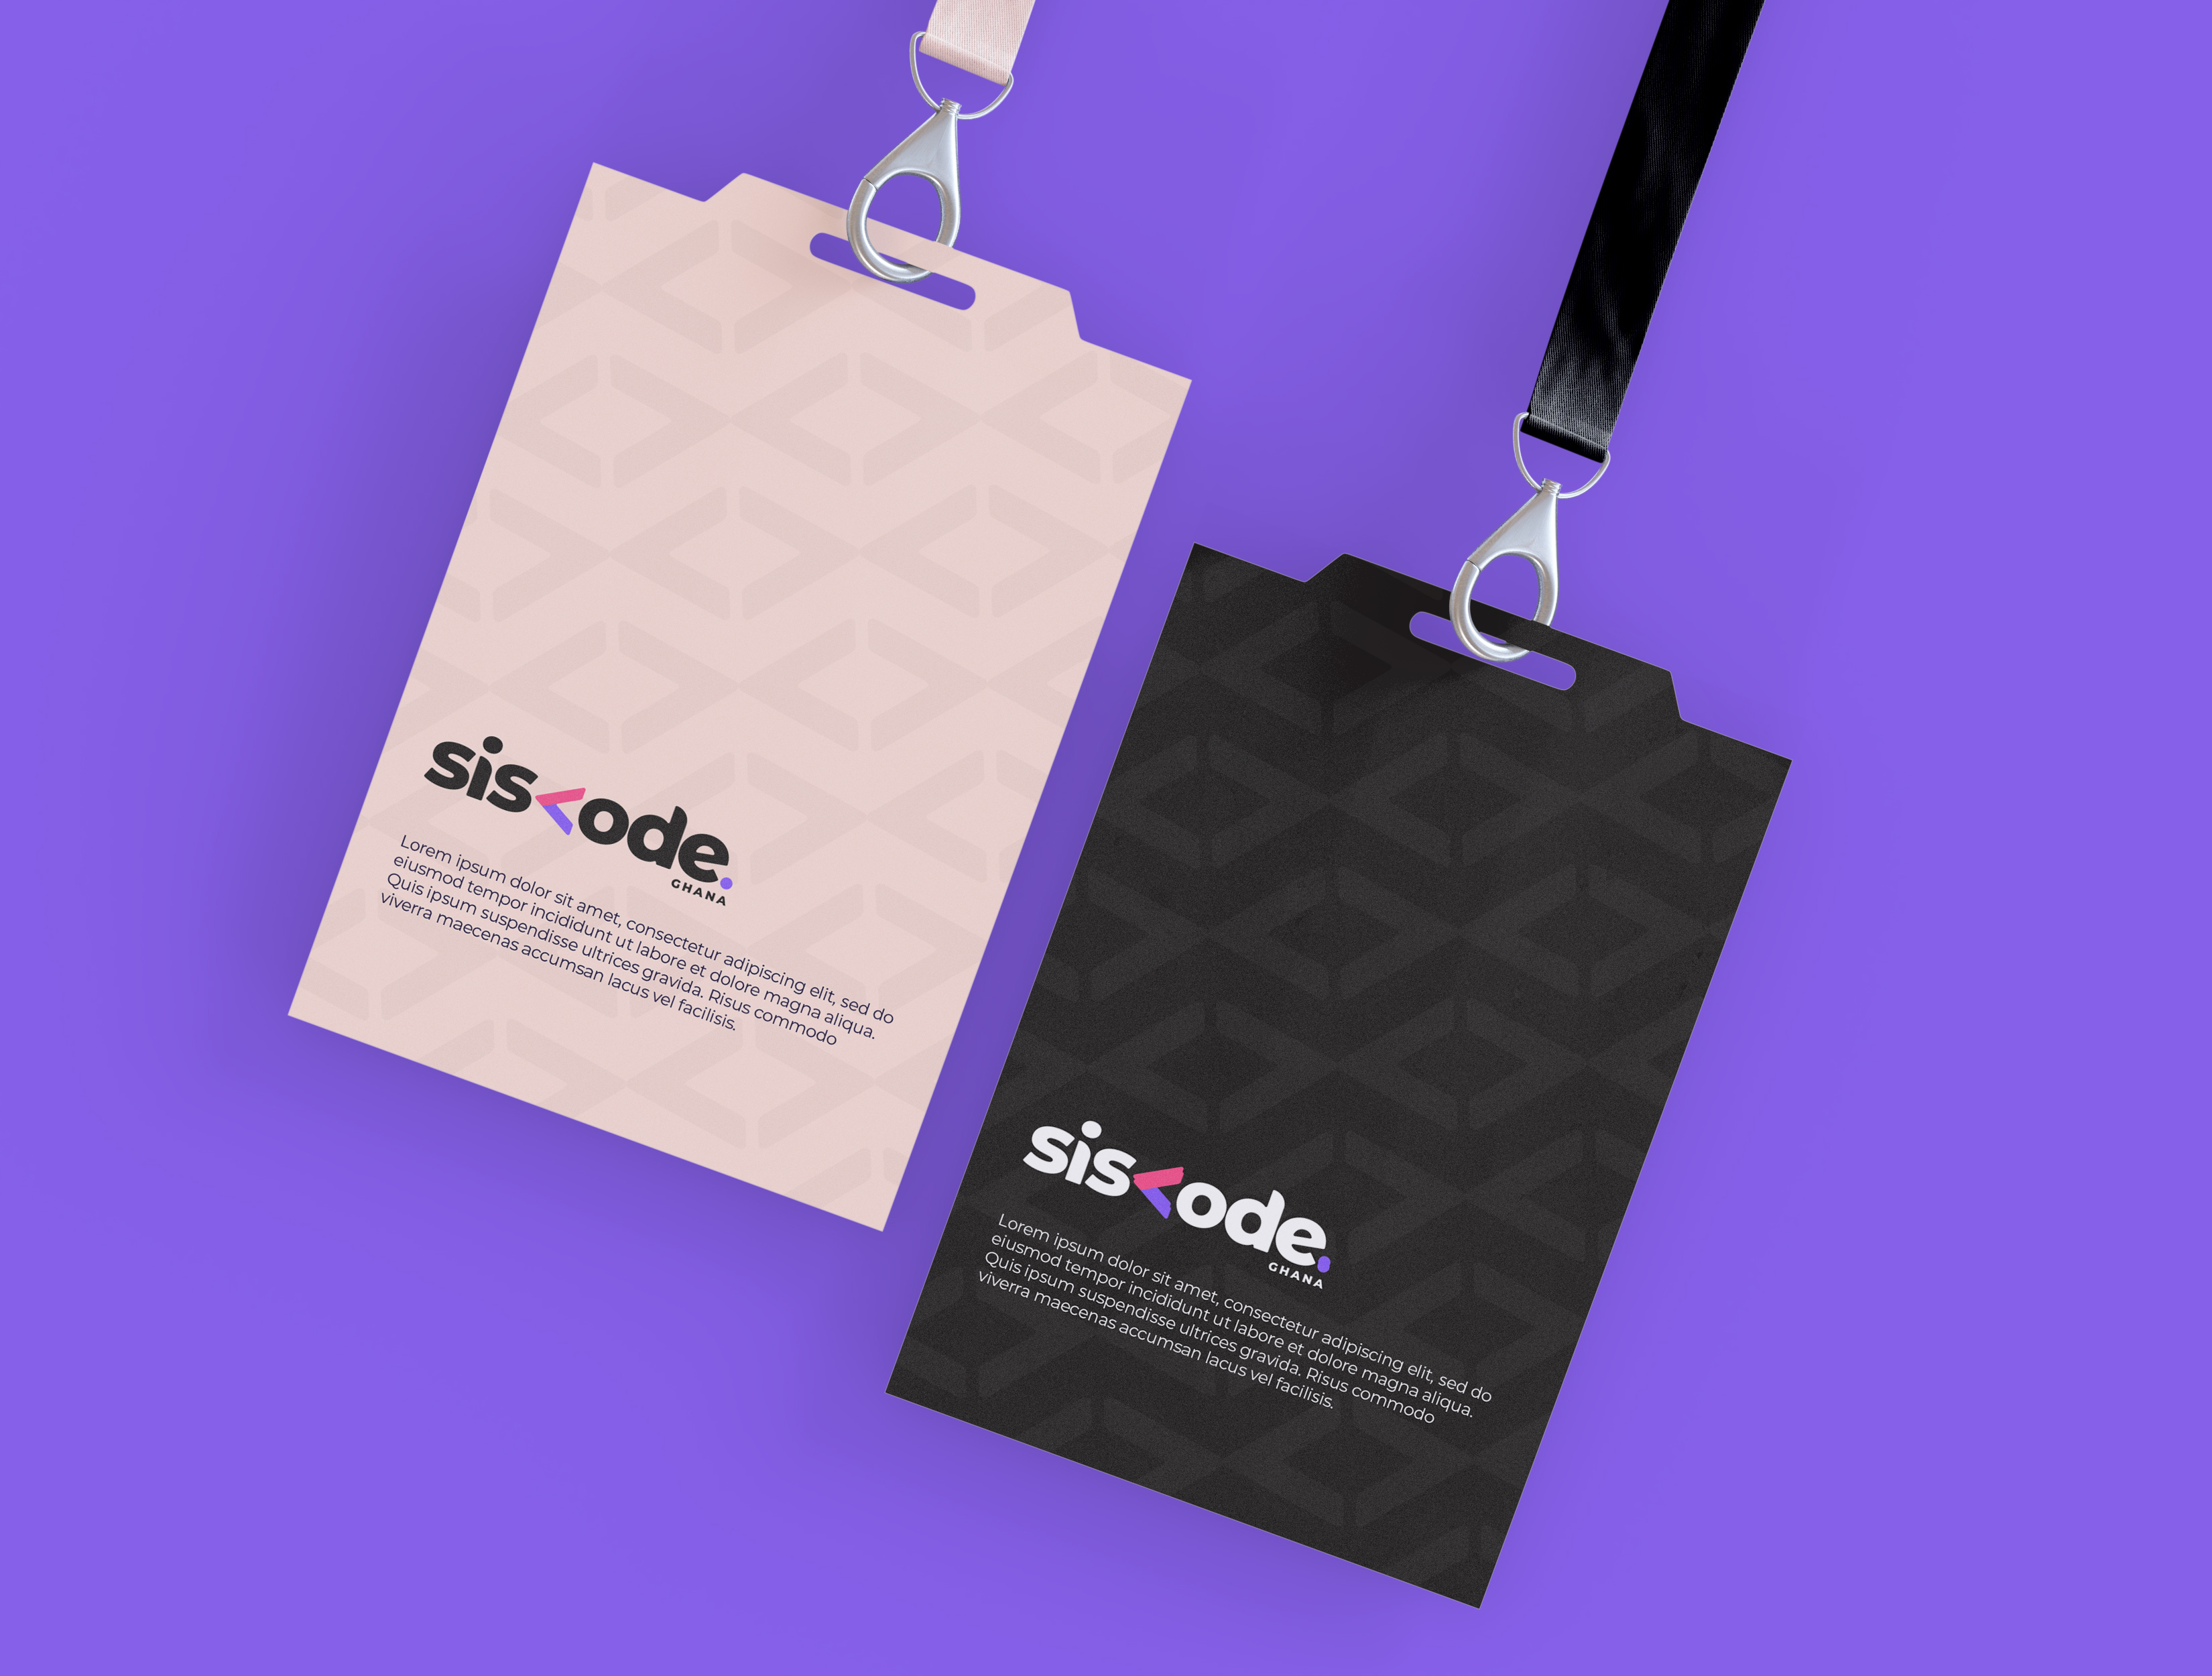 siscode.
GHANA
Lorem ipsum dolor sit amet, consectetur adipiscing elit, sed do
eiusmod tempor incididunt ut labore et dolore magna aliqua.
Quis ipsum suspendisse ultrices gravida. Risus commodo
viverra maecenas accumsan lacus vel facilisis.
siscode.
GHANA
Lorem ipsum dolor sit amet, consectetur adipiscing elit, sed do
eiusmod tempor incididunt ut labore et dolore magna aliqua.
Quis ipsum suspendisse ultrices gravida. Risus commodo
viverra maecenas accumsan lacus vel facilisis.